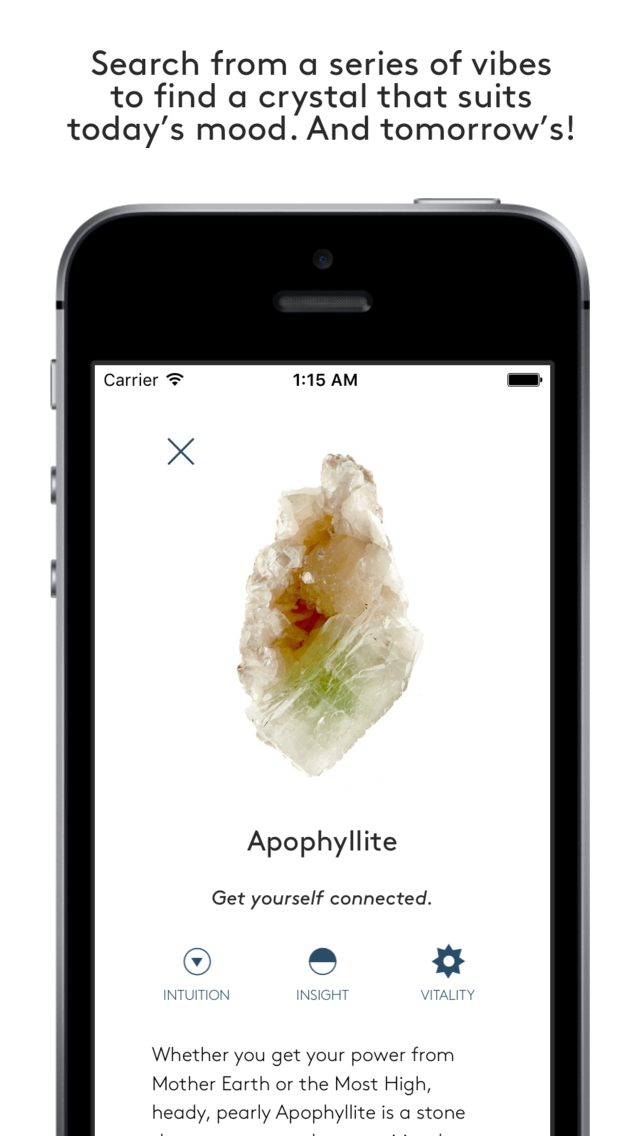 Search from a series of vibes
to find a crystal that suits
today's mood. And tomorrow's!
Carrier 1:15 AM
Apophyllite
Get yourself connected.
INTUITION INSIGHT VITALITY
Whether you get your power from
Mother Earth or the Most High,
heady, pearly Apophyllite is a stone